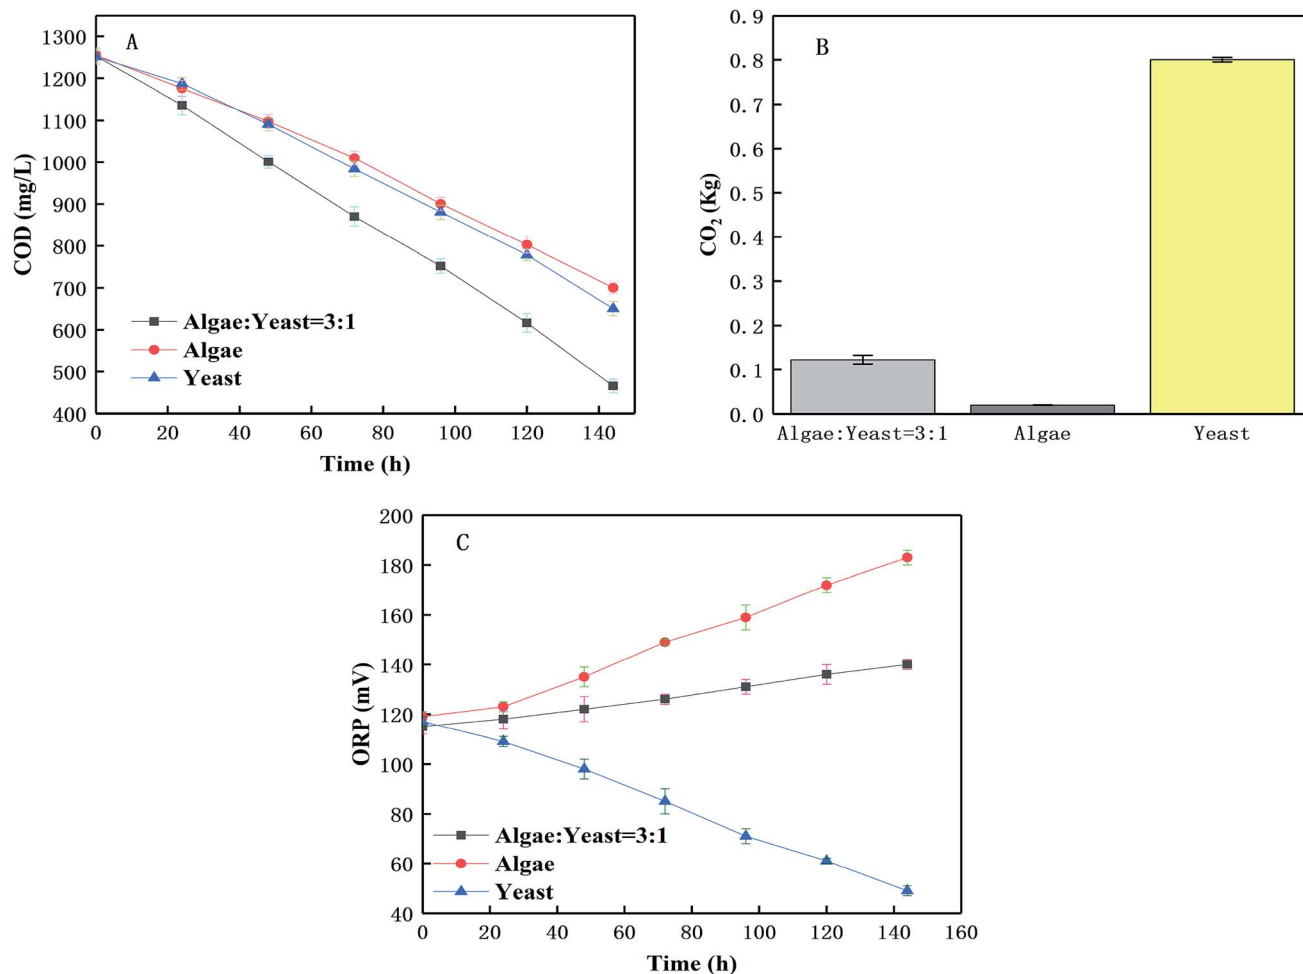 A
1300
1200
1100
1000
900
800
700
600
500
400
COD (mg/L)
Algae:Yeast=3:1
Algae
Yeast
0 20 40 60 80 100 120 140
Time (h)
B
0.9
0.8
0.7
0.6
0.5
0.4
0.3
0.2
0.1
0.0
CO2 (Kg)
Algae:Yeast=3:1 Algae Yeast
C
200
180
160
140
120
100
80
60
40
ORP (mV)
Algae:Yeast=3:1
Algae
Yeast
0 20 40 60 80 100 120 140 160
Time (h)